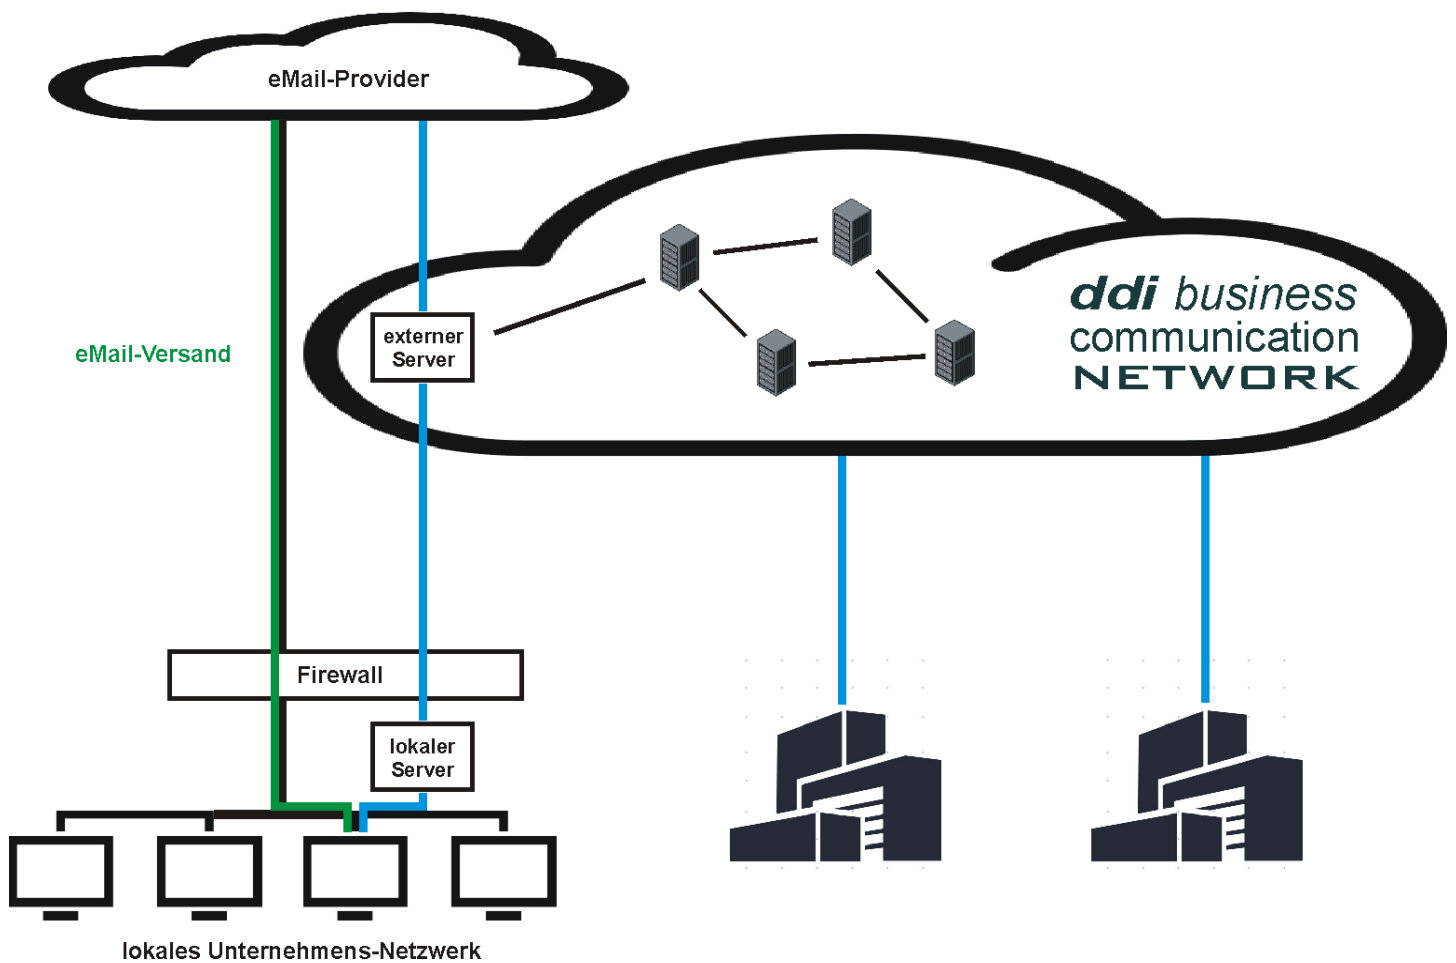 eMail-Provider
ddi business
communication
NETWORK
externer
Server
eMail-Versand
Firewall
lokaler
Server
lokales Unternehmens-Netzwerk